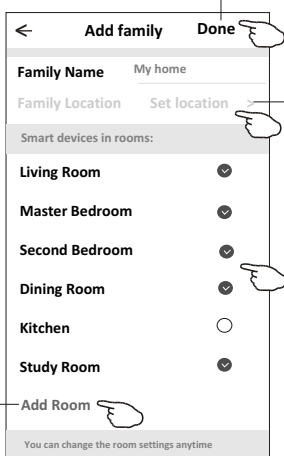 ← Add family Done
Family Name My home
Family Location Set location >
Smart devices in rooms:
Living Room
Master Bedroom
Second Bedroom
Dining Room
Kitchen
Study Room
Add Room
You can change the room settings anytime